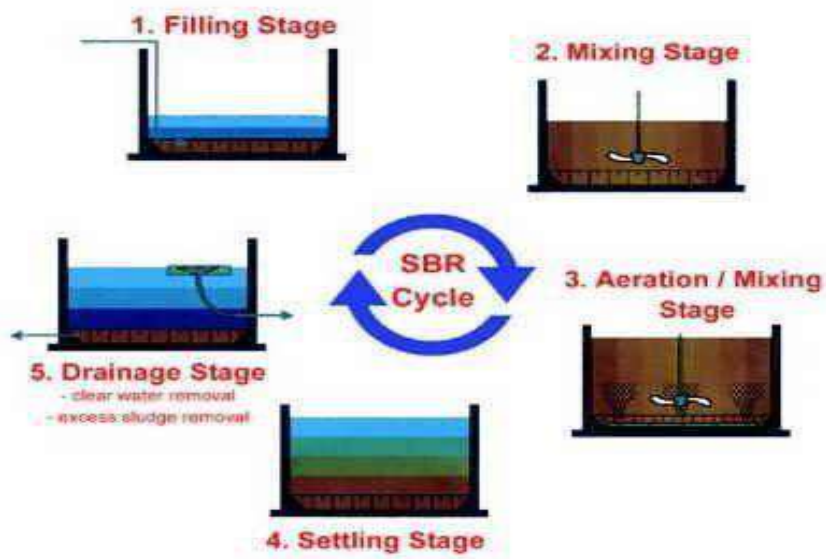 1. Filling Stage
2. Mixing Stage
SBR
Cycle
3. Aeration / Mixing
Stage
5. Drainage Stage
- clear water removal
- excess sludge removal
4. Settling Stage